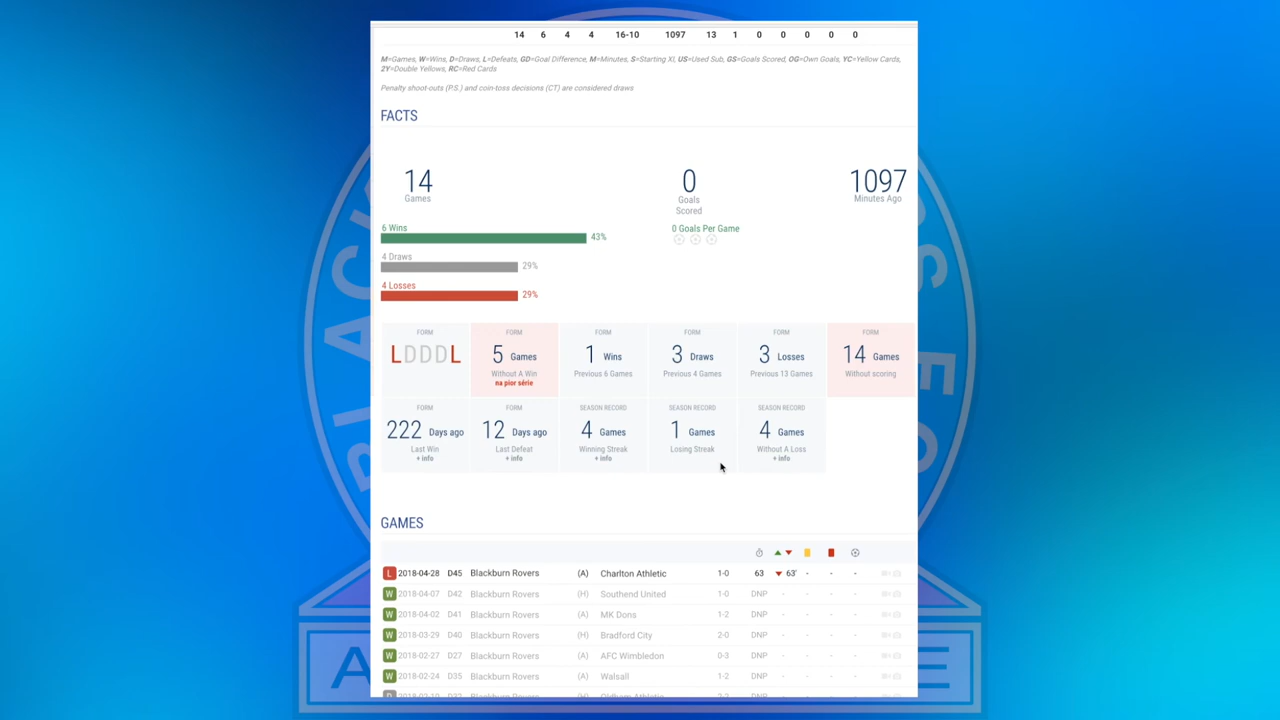 14 6 4 4 16-10 1097 13 1 0 0 0 0 0
M=Games, W=Wins, D=Draws, L=Defeats, GD=Goal Difference, M=Minutes, S=Starting XI, US=Used Sub, GS=Goals Scored, OG=Own Goals, YC=Yellow Cards,
2Y=Double Yellows, RC=Red Cards
Penalty shoot-outs (P.S.) and coin-toss decisions (CT) are considered draws
FACTS
14 0 1097
Games Goals Minutes Ago
Scored
6 Wins 0 Goals Per Game
43%
4 Draws
29%
4 Losses
29%
FORM FORM FORM FORM FORM FORM
LDDDL 5 Games 1 Wins 3 Draws 3 Losses 14 Games
Without A Win Previous 6 Games Previous 4 Games Previous 13 Games Without scoring
na pior série
FORM FORM SEASON RECORD SEASON RECORD SEASON RECORD
222 Days ago 12 Days ago 4 Games 1 Games 4 Games
Last Win Last Defeat Winning Streak Losing Streak Without A Loss
+ info + info + info + info
GAMES
L 2018-04-28 D45 Blackburn Rovers (A) Charlton Athletic 1-0 63 63' - - -
W 2018-04-07 D42 Blackburn Rovers (H) Southend United 1-0 DNP - - - -
W 2018-04-02 D41 Blackburn Rovers (A) MK Dons 1-2 DNP - - - -
W 2018-03-29 D40 Blackburn Rovers (H) Bradford City 2-0 DNP - - - -
W 2018-02-27 D27 Blackburn Rovers (A) AFC Wimbledon 0-3 DNP - - - -
W 2018-02-24 D35 Blackburn Rovers (A) Walsall 1-2 DNP - - - -